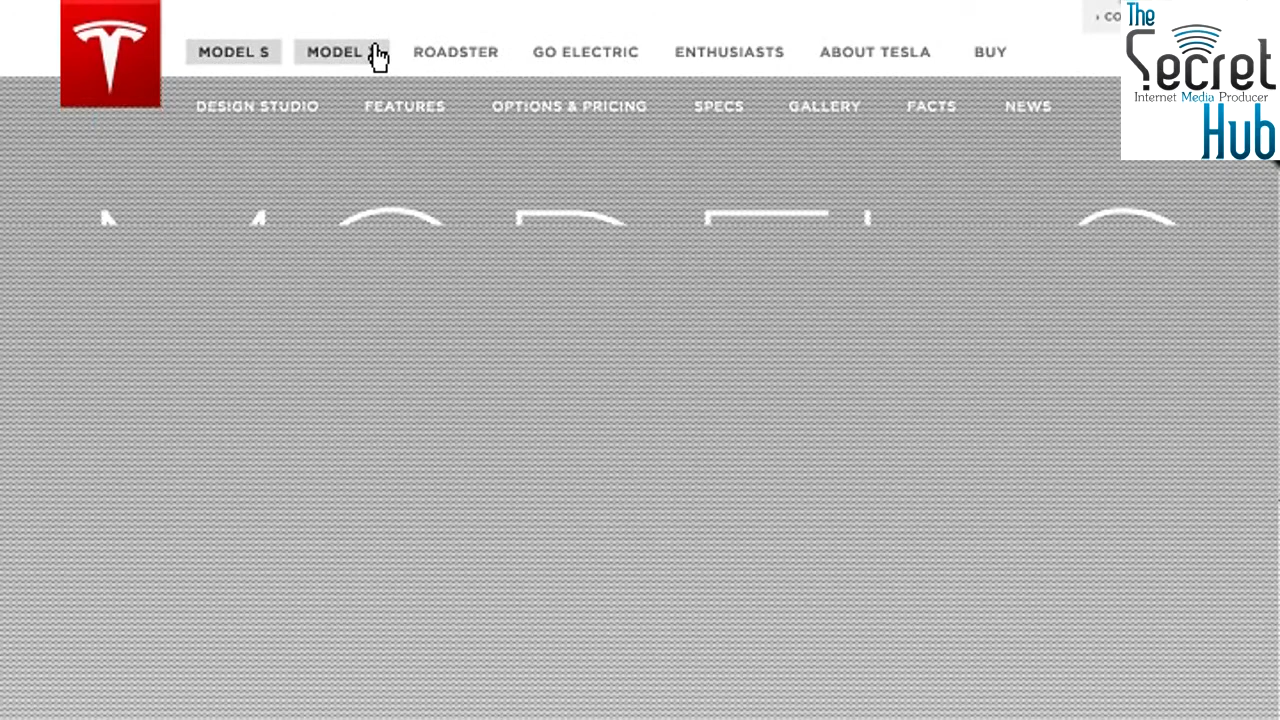 MODEL S MODEL ROADSTER GO ELECTRIC ENTHUSIASTS ABOUT TESLA BUY
DESIGN STUDIO FEATURES OPTIONS & PRICING SPECS GALLERY FACTS NEWS
The
Secret
Internet Media Producer
Hub